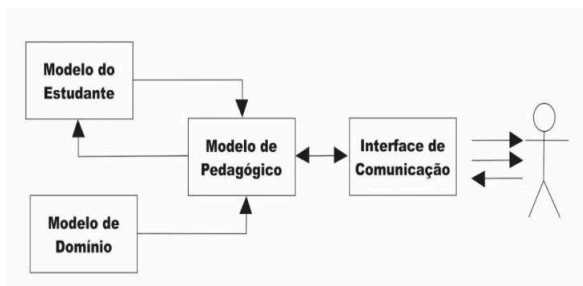 Modelo do
Estudante
Modelo de
Pedagógico
Interface de
Comunicação
Modelo de
Domínio